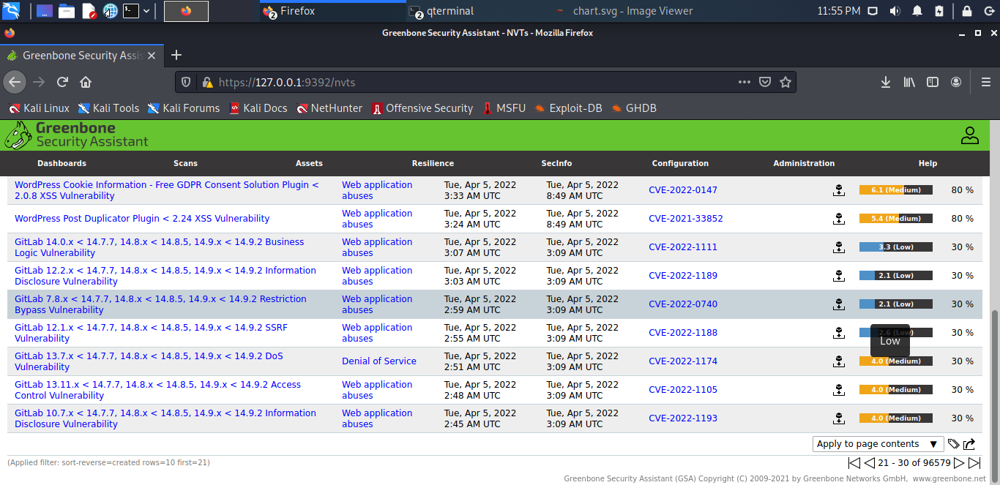 2 Firefox
2 qterminal
chart.svg - Image Viewer
11:55 PM
Greenbone Security Assistant - NVTs - Mozilla Firefox
Greenbone Security Assis
https://127.0.0.1:9392/nvts
Kali Linux
Kali Tools
Kali Forums
Kali Docs
NetHunter
Offensive Security
MSFU
Exploit-DB
GHDB
Greenbone
Security Assistant
Dashboards
Scans
Assets
Resilience
SecInfo
Configuration
Administration
Help
WordPress Cookie Information - Free GDPR Consent Solution Plugin <
2.0.8 XSS Vulnerability
Web application
abuses
Tue, Apr 5, 2022
3:33 AM UTC
Tue, Apr 5, 2022
8:49 AM UTC
CVE-2022-0147
6.1 (Medium)
80 %
WordPress Post Duplicator Plugin < 2.24 XSS Vulnerability
Web application
abuses
Tue, Apr 5, 2022
3:24 AM UTC
Tue, Apr 5, 2022
8:49 AM UTC
CVE-2021-33852
5.4 (Medium)
80 %
GitLab 14.0.x < 14.7.7, 14.8.x < 14.8.5, 14.9.x < 14.9.2 Business
Logic Vulnerability
Web application
abuses
Tue, Apr 5, 2022
3:07 AM UTC
Tue, Apr 5, 2022
3:09 AM UTC
CVE-2022-1111
3.3 (Low)
30 %
GitLab 12.2.x < 14.7.7, 14.8.x < 14.8.5, 14.9.x < 14.9.2 Information
Disclosure Vulnerability
Web application
abuses
Tue, Apr 5, 2022
3:03 AM UTC
Tue, Apr 5, 2022
3:09 AM UTC
CVE-2022-1189
2.1 (Low)
30 %
GitLab 7.8.x < 14.7.7, 14.8.x < 14.8.5, 14.9.x < 14.9.2 Restriction
Bypass Vulnerability
Web application
abuses
Tue, Apr 5, 2022
2:59 AM UTC
Tue, Apr 5, 2022
3:09 AM UTC
CVE-2022-0740
2.1 (Low)
30 %
GitLab 12.1.x < 14.7.7, 14.8.x < 14.8.5, 14.9.x < 14.9.2 SSRF
Vulnerability
Web application
abuses
Tue, Apr 5, 2022
2:55 AM UTC
Tue, Apr 5, 2022
3:09 AM UTC
CVE-2022-1188
2.6 (Low)
30 %
Low
GitLab 13.7.x < 14.7.7, 14.8.x < 14.8.5, 14.9.x < 14.9.2 DoS
Vulnerability
Denial of Service
Tue, Apr 5, 2022
2:51 AM UTC
Tue, Apr 5, 2022
3:09 AM UTC
CVE-2022-1174
4.0 (Medium)
30 %
GitLab 13.11.x < 14.7.7, 14.8.x < 14.8.5, 14.9.x < 14.9.2 Access
Control Vulnerability
Web application
abuses
Tue, Apr 5, 2022
2:48 AM UTC
Tue, Apr 5, 2022
3:09 AM UTC
CVE-2022-1105
4.0 (Medium)
30 %
GitLab 10.7.x < 14.7.7, 14.8.x < 14.8.5, 14.9.x < 14.9.2 Information
Disclosure Vulnerability
Web application
abuses
Tue, Apr 5, 2022
2:45 AM UTC
Tue, Apr 5, 2022
3:09 AM UTC
CVE-2022-1193
4.0 (Medium)
30 %
Apply to page contents
(Applied filter: sort-reverse=created rows=10 first=21)
21 - 30 of 96579
Greenbone Security Assistant (GSA) Copyright (C) 2009-2021 by Greenbone Networks GmbH, www.greenbone.net